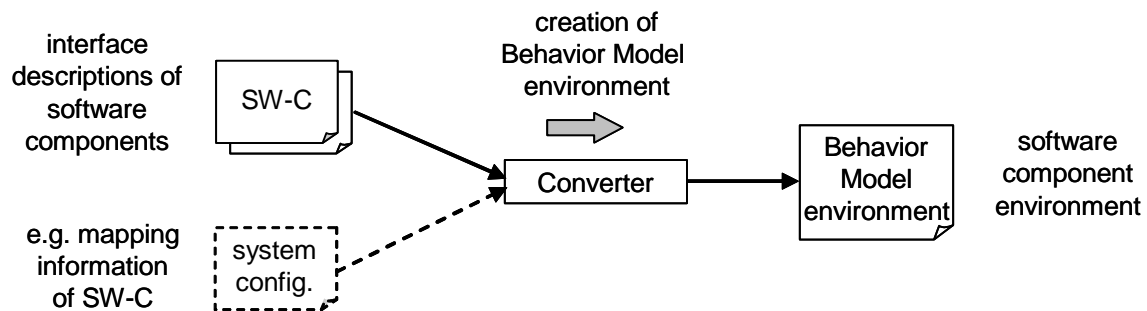 interface
descriptions of
software
components
SW-C
creation of
Behavior Model
environment
Converter
Behavior
Model
environment
software
component
environment
e.g. mapping
information
of SW-C
system
config.